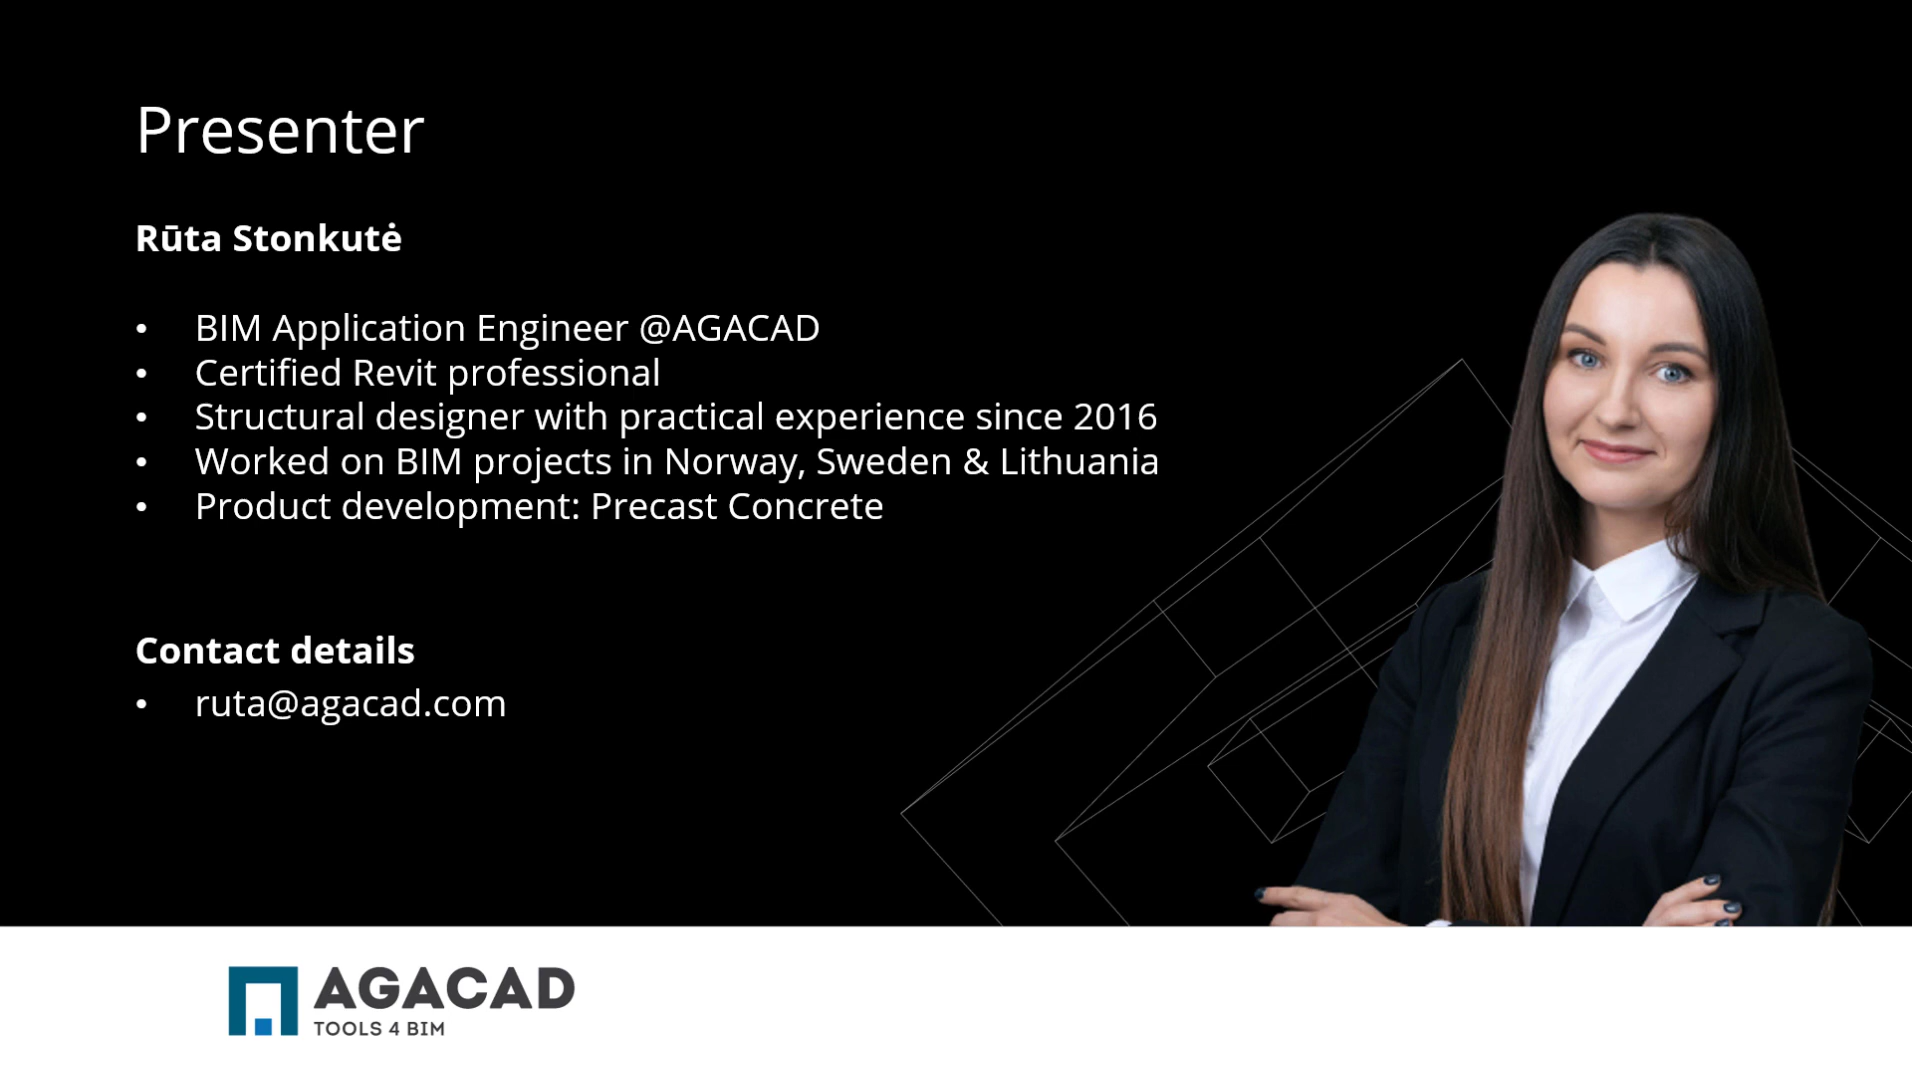 Presenter
Rūta Stonkutė
• BIM Application Engineer @AGACAD
• Certified Revit professional
• Structural designer with practical experience since 2016
• Worked on BIM projects in Norway, Sweden & Lithuania
• Product development: Precast Concrete
Contact details
• ruta@agacad.com
AGACAD
TOOLS 4 BIM